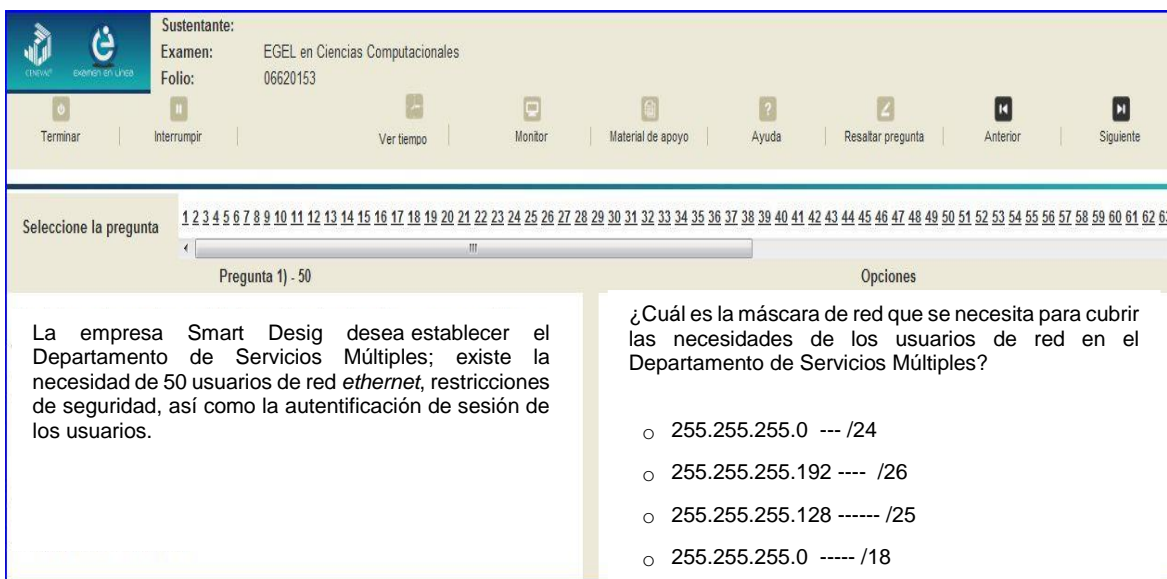 Sustentante:
Examen: EGEL en Ciencias Computacionales
Folio: 06620153
CENEVAL® examen en línea
Terminar Interrumpir Ver tiempo Monitor Material de apoyo Ayuda Resaltar pregunta Anterior Siguiente
Seleccione la pregunta 1 2 3 4 5 6 7 8 9 10 11 12 13 14 15 16 17 18 19 20 21 22 23 24 25 26 27 28 29 30 31 32 33 34 35 36 37 38 39 40 41 42 43 44 45 46 47 48 49 50 51 52 53 54 55 56 57 58 59 60 61 62
Pregunta 1) - 50
La empresa Smart Desig desea establecer el
Departamento de Servicios Múltiples; existe la
necesidad de 50 usuarios de red ethernet, restricciones
de seguridad, así como la autentificación de sesión de
los usuarios.
Opciones
¿Cuál es la máscara de red que se necesita para cubrir
las necesidades de los usuarios de red en el
Departamento de Servicios Múltiples?
255.255.255.0 --- /24
255.255.255.192 ---- /26
255.255.255.128 ------ /25
255.255.255.0 ----- /18